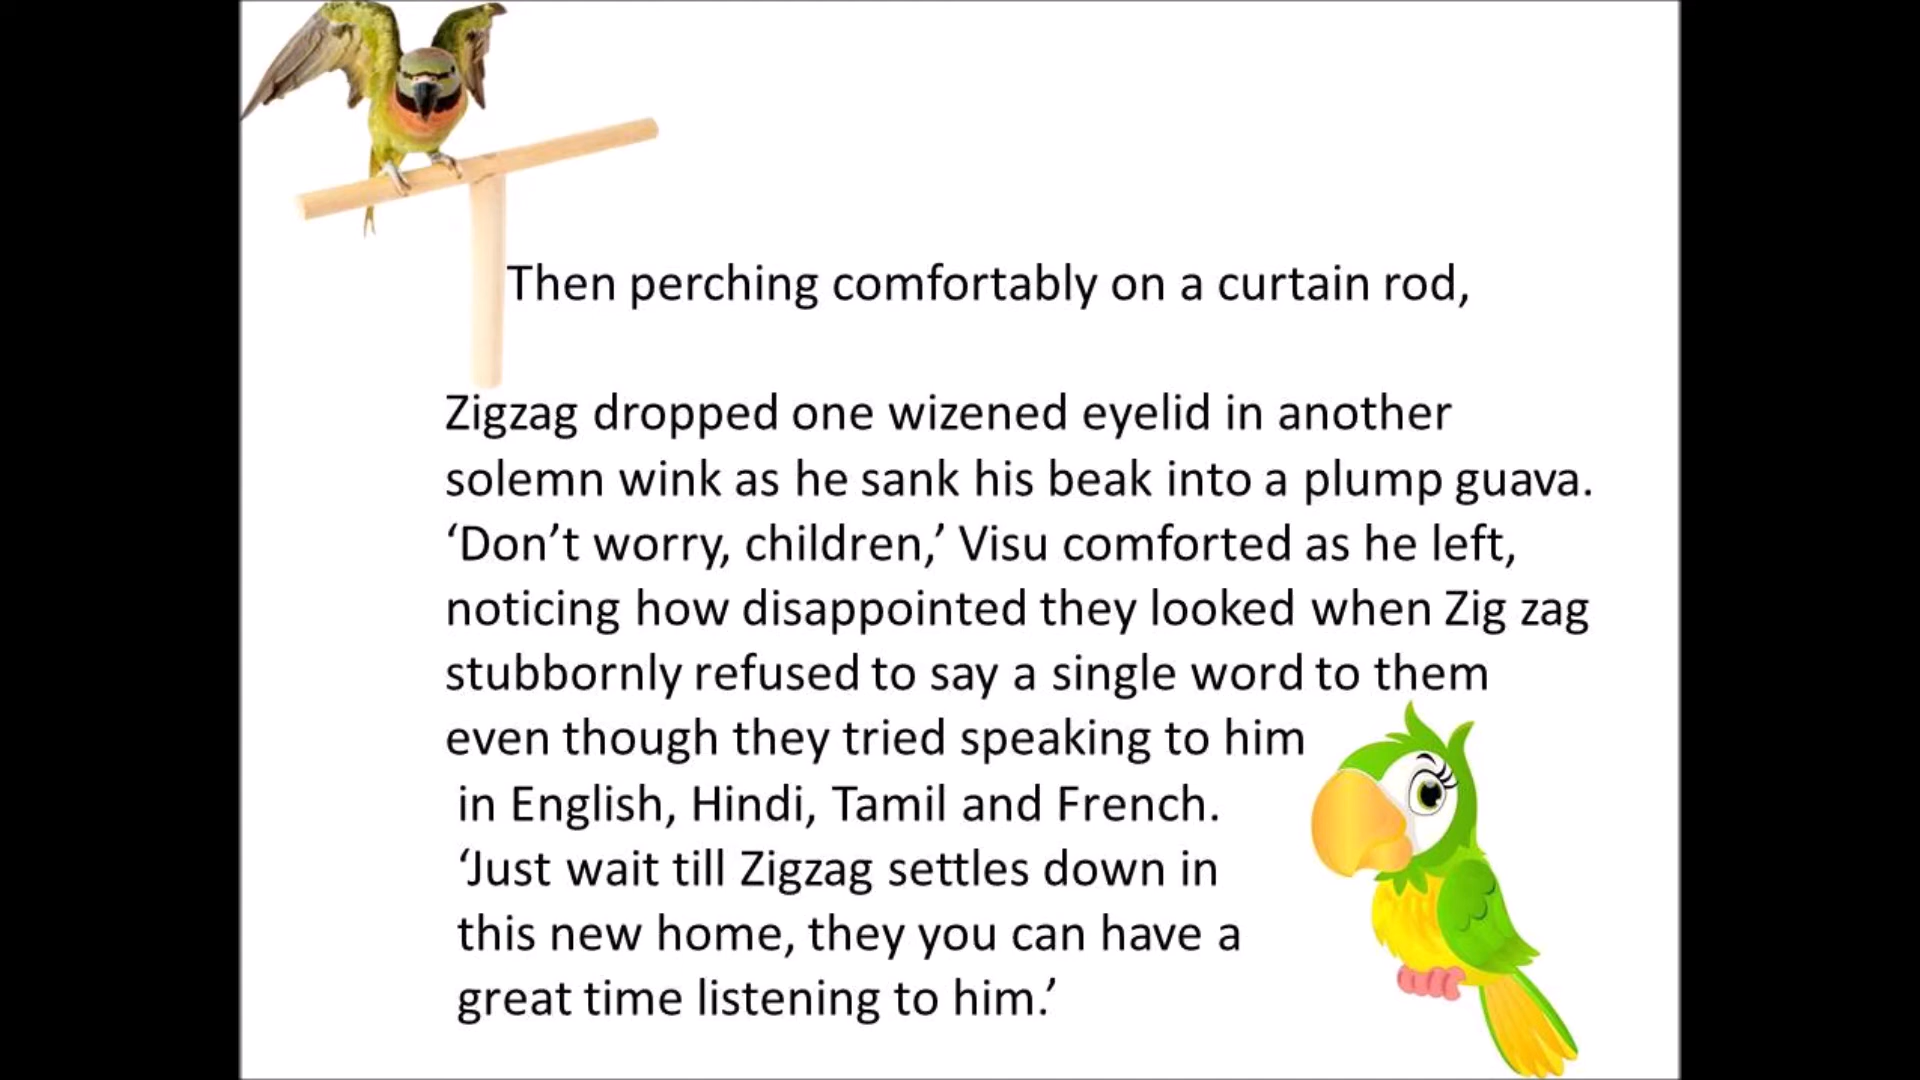 Then perching comfortably on a curtain rod,
Zigzag dropped one wizened eyelid in another
solemn wink as he sank his beak into a plump guava.
‘Don’t worry, children,’ Visu comforted as he left,
noticing how disappointed they looked when Zig zag
stubbornly refused to say a single word to them
even though they tried speaking to him
in English, Hindi, Tamil and French.
‘Just wait till Zigzag settles down in
this new home, they you can have a
great time listening to him.’